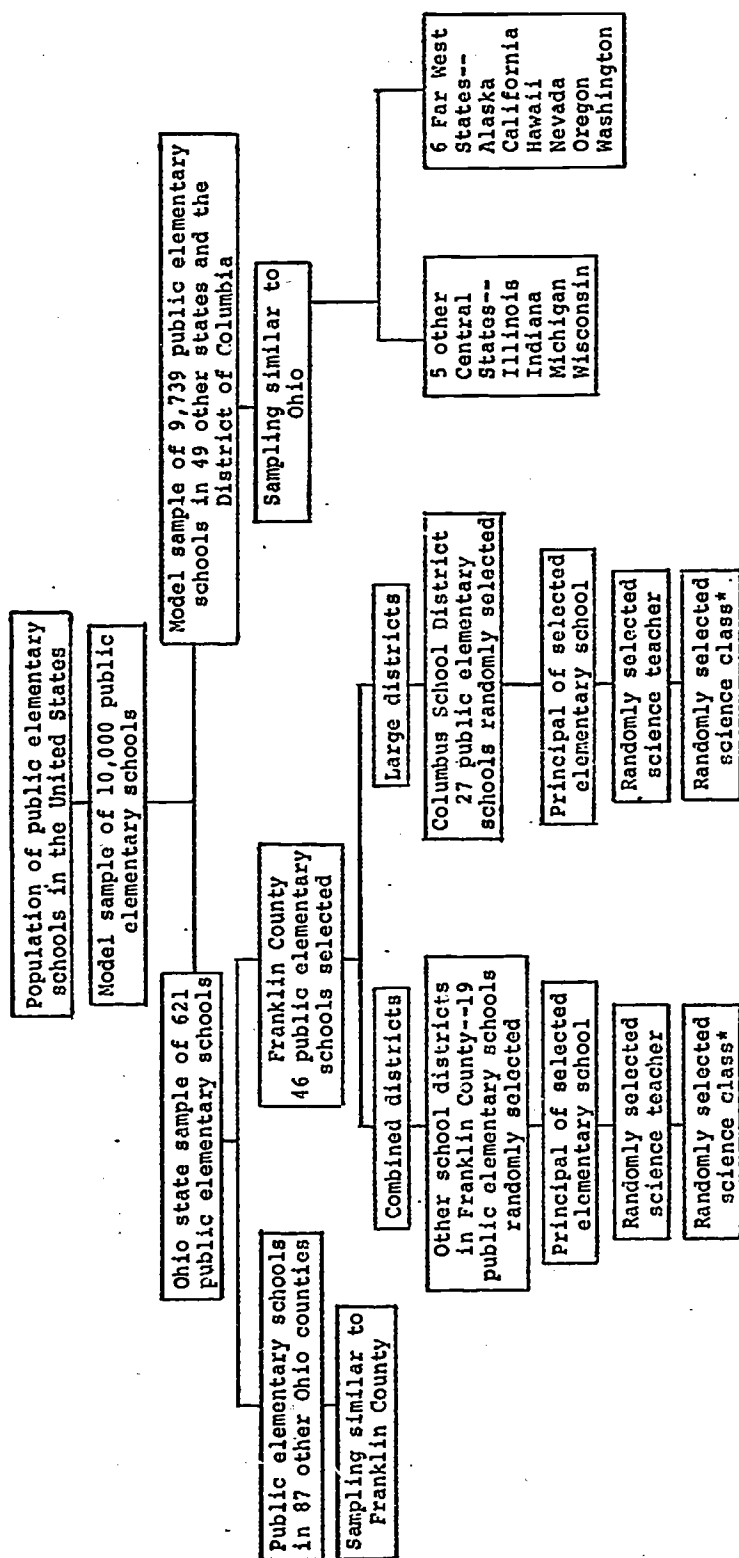 Population of public elementary
schools in the United States
Model sample of 10,000 public
elementary schools
Ohio state sample of 621
public elementary schools
Model sample of 9,739 public elementary
schools in 49 other states and the
District of Columbia
Public elementary schools
in 87 other Ohio counties
Sampling similar to
Franklin County
Franklin County
46 public elementary
schools selected
Sampling similar to
Ohio
Combined districts
Large districts
Other school districts
in Franklin County--19
public elementary schools
randomly selected
Columbus School District
27 public elementary
schools randomly selected
Principal of selected
elementary school
Principal of selected
elementary school
Randomly selected
science teacher
Randomly selected
science teacher
Randomly selected
science class*
Randomly selected
science class*.
5 other
Central
States--
Illinois
Indiana
Michigan
Wisconsin
6 Far West
States--
Alaska
California
Hawaii
Nevada
Oregon
Washington